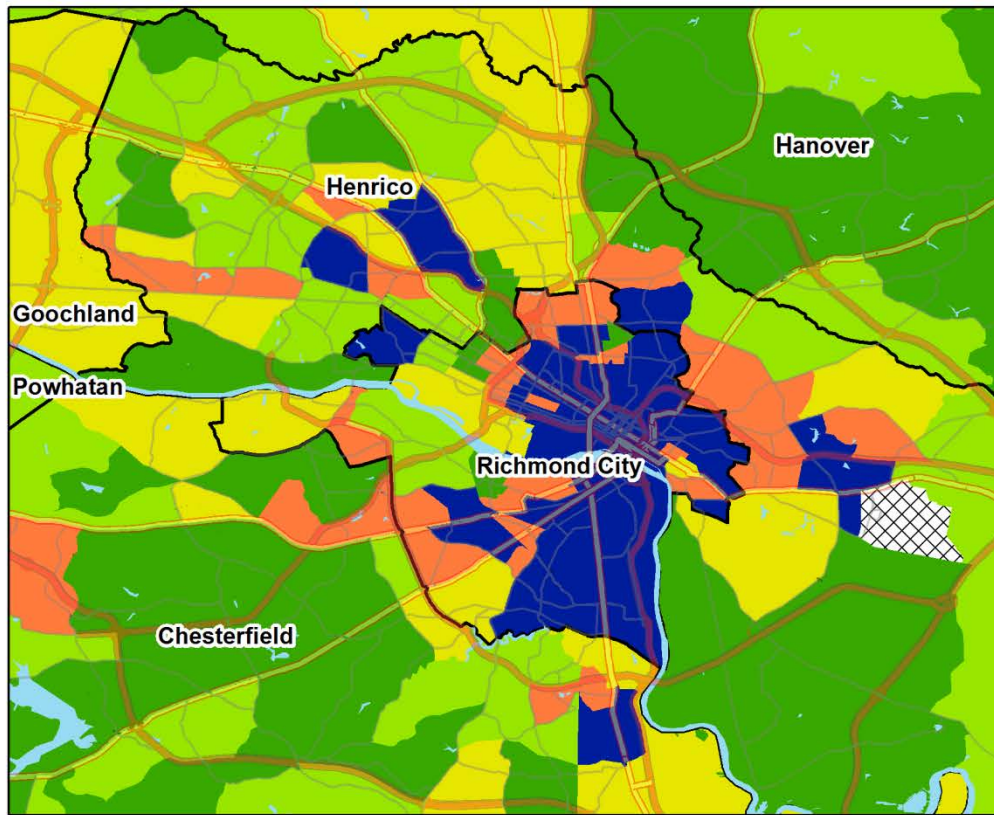 Hanover
Henrico
Goochland
Powhatan
Richmond City
Chesterfield